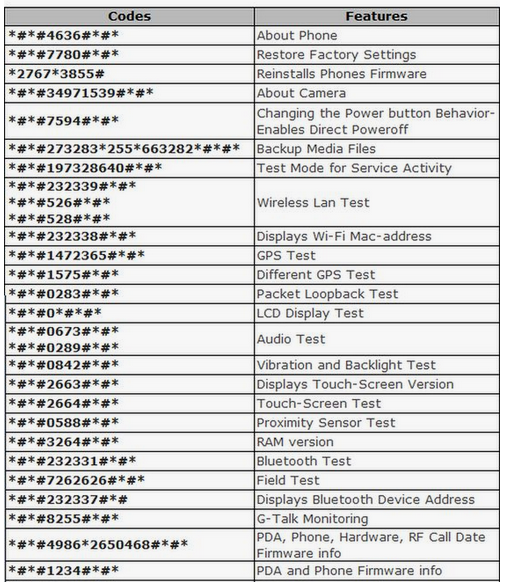 Codes Features
*#*#4636#*#* About Phone
*#*#7780#*#* Restore Factory Settings
*2767*3855# Reinstalls Phones Firmware
*#*#34971539#*#* About Camera
*#*#7594#*#* Changing the Power button Behavior-
Enables Direct Poweroff
*#*#273283*255*663282*#*#* Backup Media Files
*#*#197328640#*#* Test Mode for Service Activity
*#*#232339#*#*
*#*#526#*#*
*#*#528#*#*
Wireless Lan Test
*#*#232338#*#* Displays Wi-Fi Mac-address
*#*#1472365#*#* GPS Test
*#*#1575#*#* Different GPS Test
*#*#0283#*#* Packet Loopback Test
*#*#0*#*#* LCD Display Test
*#*#0673#*#*
*#*#0289#*#*
Audio Test
*#*#0842#*#* Vibration and Backlight Test
*#*#2663#*#* Displays Touch-Screen Version
*#*#2664#*#* Touch-Screen Test
*#*#0588#*#* Proximity Sensor Test
*#*#3264#*#* RAM version
*#*#232331#*#* Bluetooth Test
*#*#7262626#*#* Field Test
*#*#232337#*# Displays Bluetooth Device Address
*#*#8255#*#* G-Talk Monitoring
*#*#4986*2650468#*#* PDA, Phone, Hardware, RF Call Date
Firmware info
*#*#1234#*#* PDA and Phone Firmware info